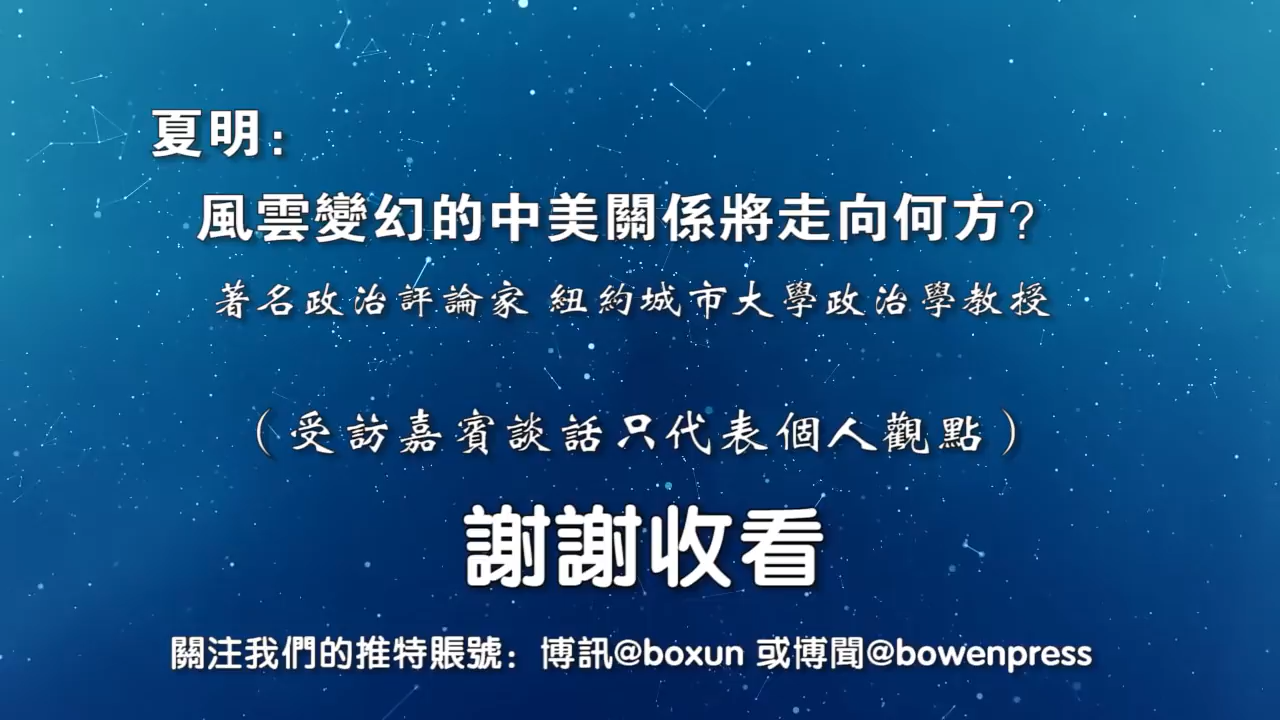 夏明：
風雲變幻的中美關係將走向何方？
著名政治評論家 紐約城市大學政治學教授
（受訪嘉賓談話只代表個人觀點）
謝謝收看
關注我們的推特賬號：博訊@boxun 或博聞@bowenpress